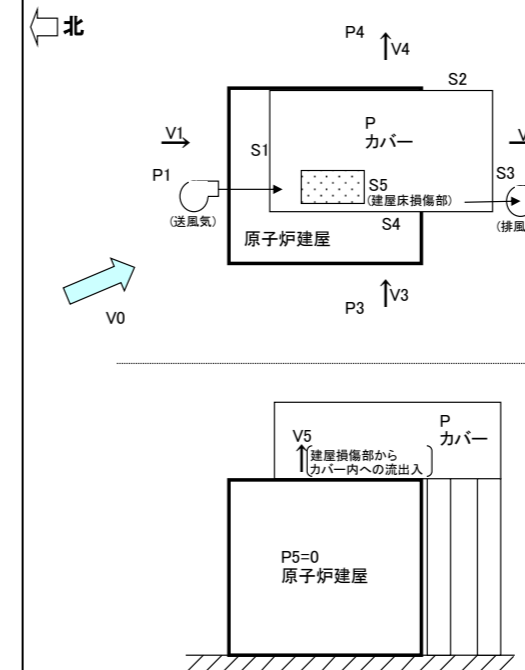 北
P4
V4
S2
V1
P
カバー
V
S1
P1
S3
S5
(建屋床損傷部)
(送風気)
S4
(排風
原子炉建屋
V3
P3
V0
P
カバー
V5
建屋損傷部から
カバー内への流出入
P5=0
原子炉建屋